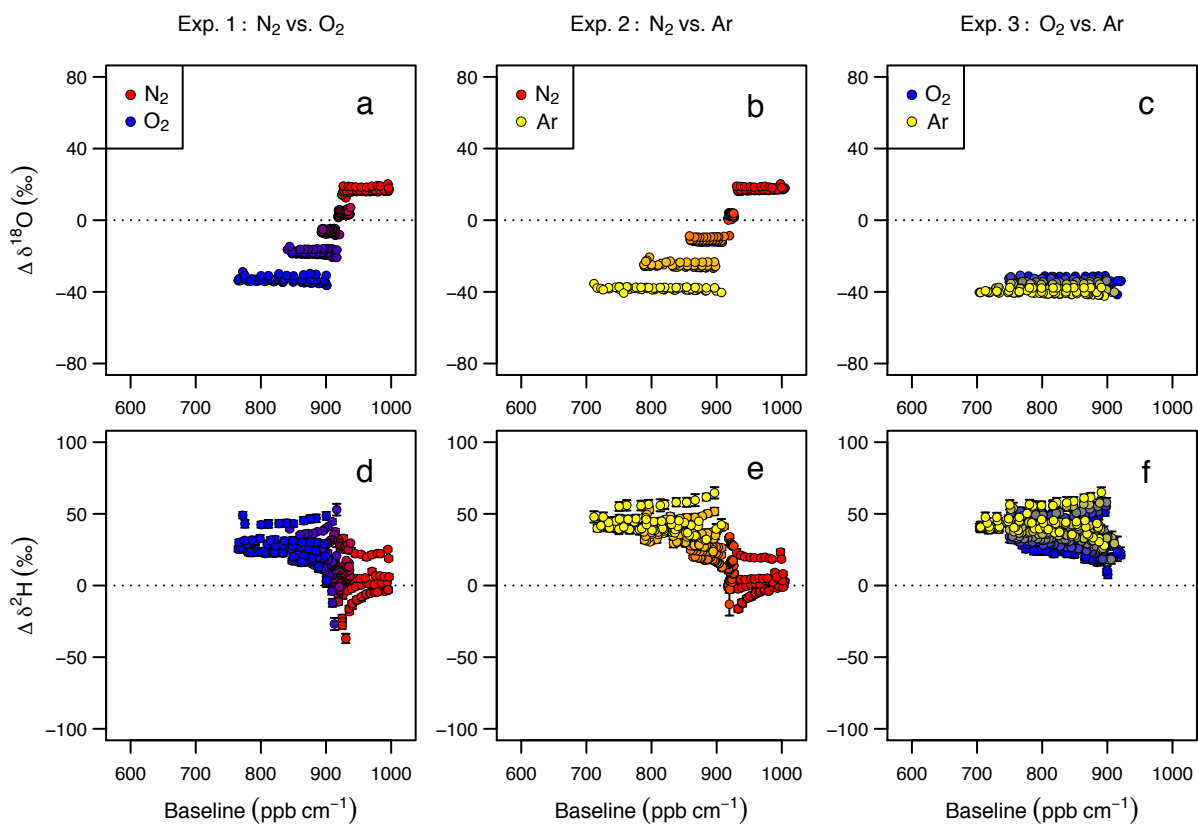 Exp. 1 : N₂ vs. O₂
Exp. 2 : N₂ vs. Ar
Exp. 3 : O₂ vs. Ar
Δ δ¹⁸O (‰)
80
40
0
−40
−80
N₂
O₂
a
600 700 800 900 1000
80
40
0
−40
−80
N₂
Ar
b
600 700 800 900 1000
80
40
0
−40
−80
O₂
Ar
c
600 700 800 900 1000
Δ δ²H (‰)
100
50
0
−50
−100
d
600 700 800 900 1000
Baseline (ppb cm⁻¹)
100
50
0
−50
−100
e
600 700 800 900 1000
Baseline (ppb cm⁻¹)
100
50
0
−50
−100
f
600 700 800 900 1000
Baseline (ppb cm⁻¹)